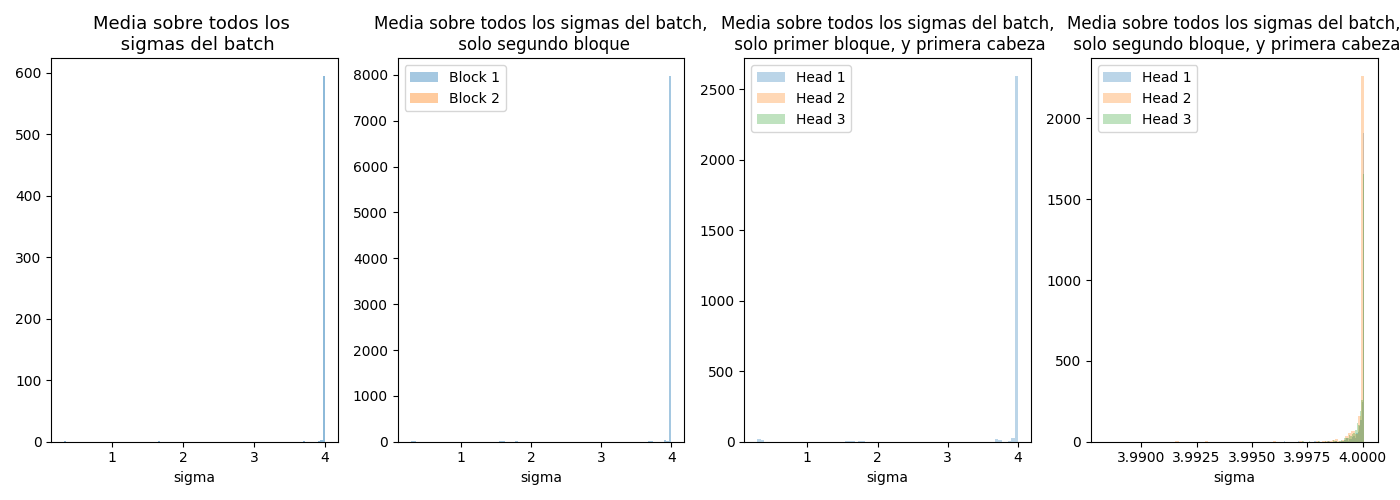 Media sobre todos los
sigmas del batch
600
500
400
300
200
100
0
1
2
3
4
sigma
Media sobre todos los sigmas del batch,
solo segundo bloque
Block 1
Block 2
8000
7000
6000
5000
4000
3000
2000
1000
0
1
2
3
4
sigma
Media sobre todos los sigmas del batch,
solo primer bloque, y primera cabeza
Head 1
Head 2
Head 3
2500
2000
1500
1000
500
0
1
2
3
4
sigma
Media sobre todos los sigmas del batch,
solo segundo bloque, y primera cabeza
Head 1
Head 2
Head 3
2000
1500
1000
500
0
3.9900
3.9925
3.9950
3.9975
4.0000
sigma